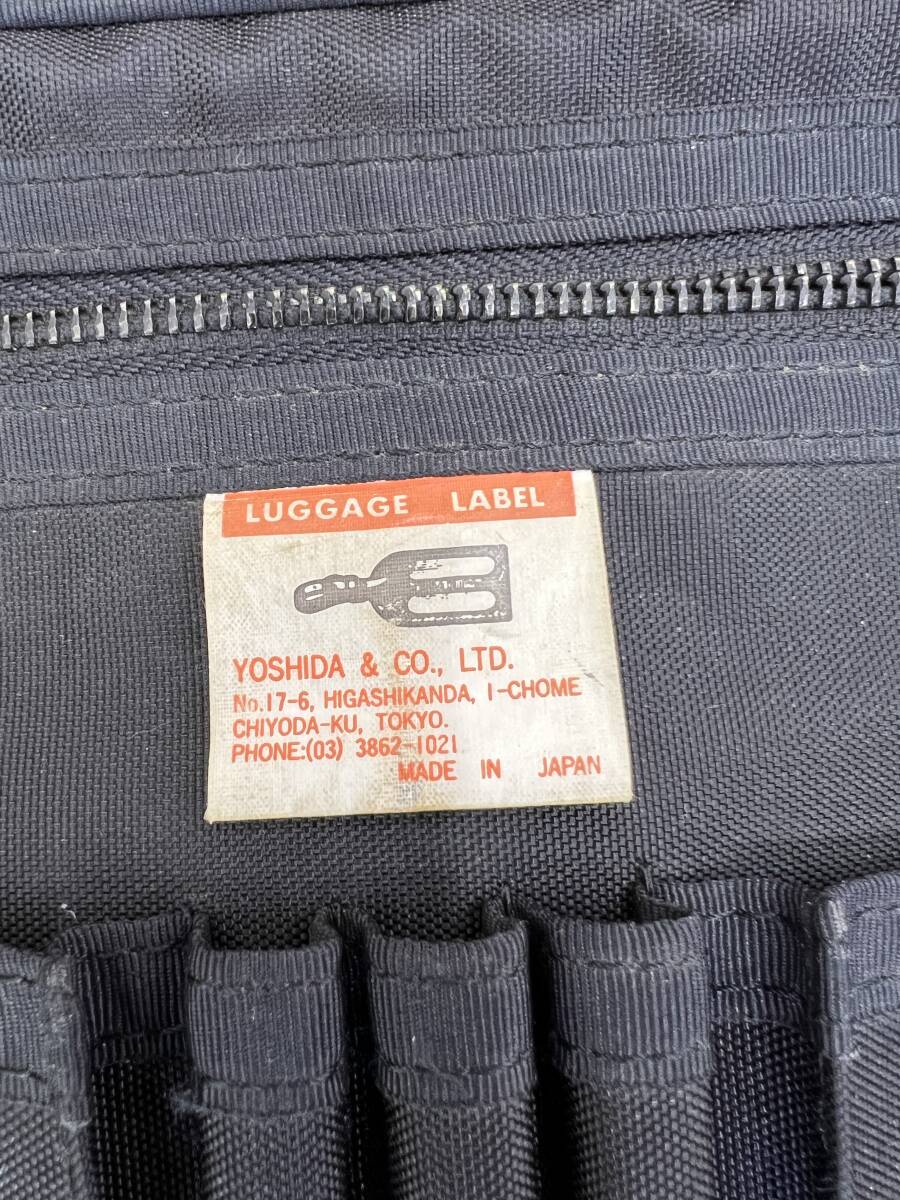 LUGGAGE LABEL
YOSHIDA & CO., LTD.
No.17-6, HIGASHIKANDA, 1-CHOME
CHIYODA-KU, TOKYO.
PHONE:(03) 3862-1021
MADE IN JAPAN